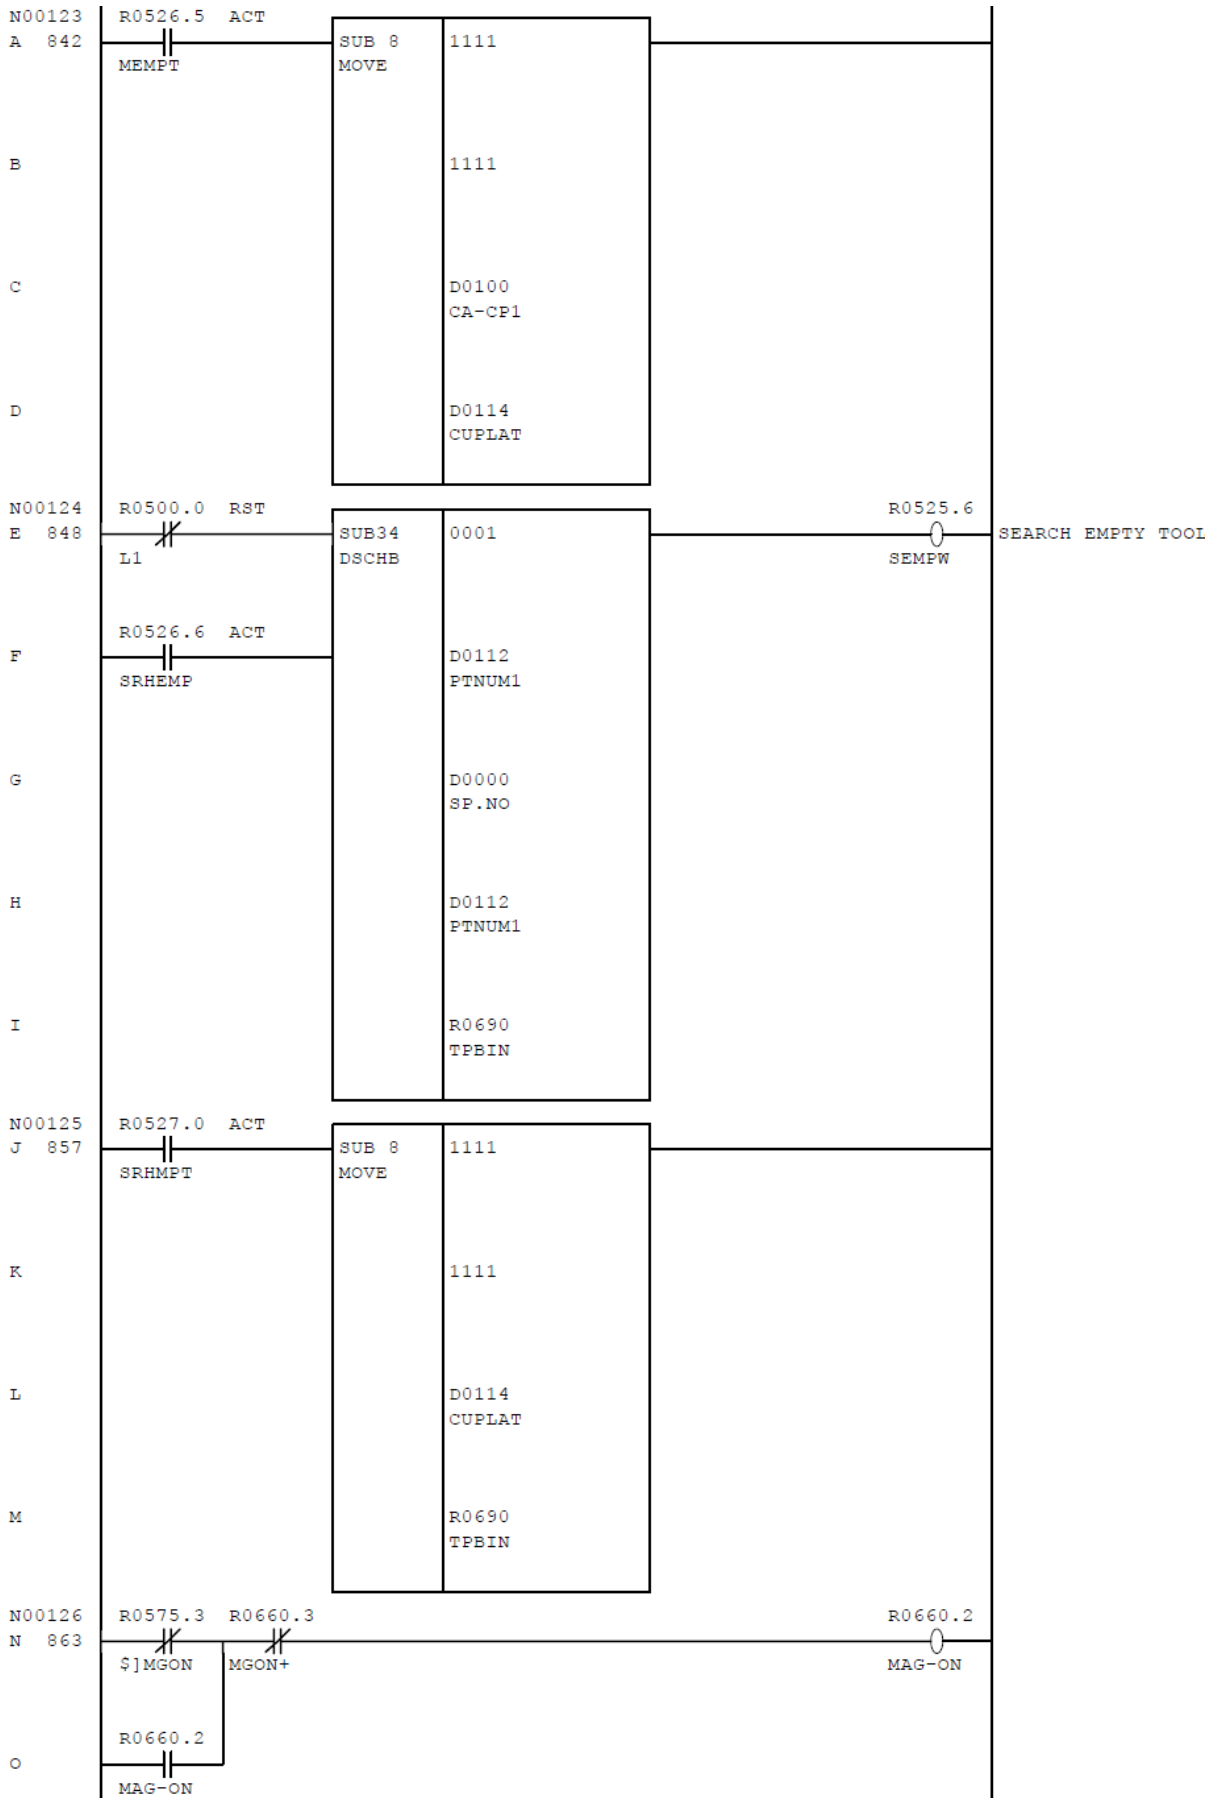 N00123 R0526.5 ACT
A 842 SUB 8 1111
MEMPT MOVE
B 1111
C D0100
CA-CP1
D D0114
CUPLAT
N00124 R0500.0 RST R0525.6
E 848 SUB34 0001 SEARCH EMPTY TOOL
L1 DSCHB SEMPW
R0526.6 ACT
F D0112
SRHEMP PTNUM1
G D0000
SP.NO
H D0112
PTNUM1
I R0690
TPBIN
N00125 R0527.0 ACT
J 857 SUB 8 1111
SRHMPT MOVE
K 1111
L D0114
CUPLAT
M R0690
TPBIN
N00126 R0575.3 R0660.3 R0660.2
N 863
$]MGON MGON+ MAG-ON
R0660.2
O
MAG-ON